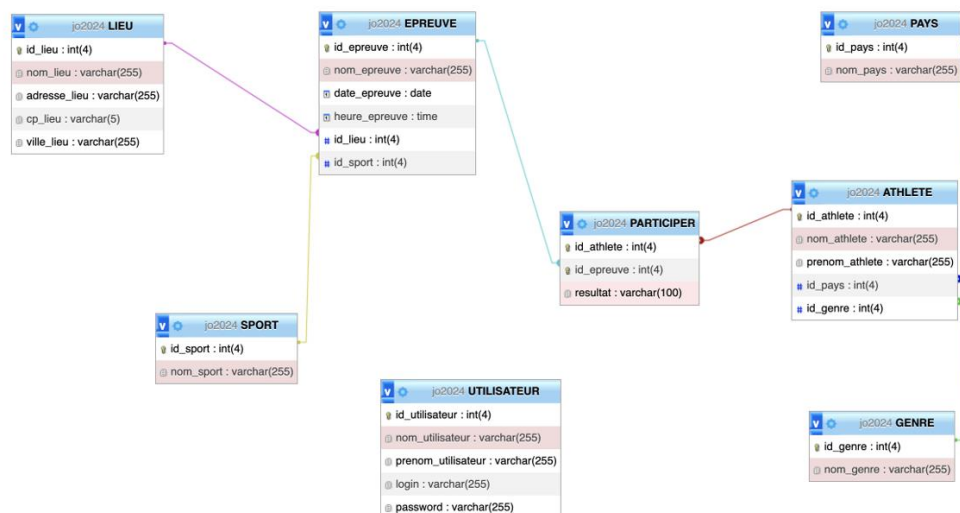 jo2024 LIEU
id_lieu : int(4)
nom_lieu : varchar(255)
adresse_lieu : varchar(255)
cp_lieu : varchar(5)
ville_lieu : varchar(255)
jo2024 EPREUVE
id_epreuve : int(4)
nom_epreuve : varchar(255)
date_epreuve : date
heure_epreuve : time
# id_lieu : int(4)
# id_sport : int(4)
jo2024 PAYS
id_pays : int(4)
nom_pays : varchar(255)
jo2024 PARTICIPER
id_athlete : int(4)
id_epreuve : int(4)
resultat : varchar(100)
jo2024 ATHLETE
id_athlete : int(4)
nom_athlete : varchar(255)
prenom_athlete : varchar(255)
# id_pays : int(4)
# id_genre : int(4)
jo2024 SPORT
id_sport : int(4)
nom_sport : varchar(255)
jo2024 UTILISATEUR
id_utilisateur : int(4)
nom_utilisateur : varchar(255)
prenom_utilisateur : varchar(255)
login : varchar(255)
password : varchar(255)
jo2024 GENRE
id_genre : int(4)
nom_genre : varchar(255)